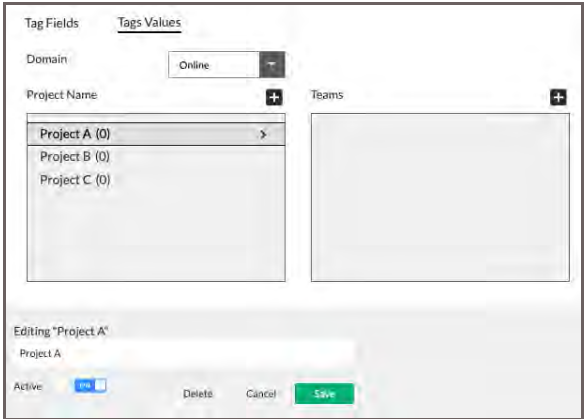 Tag Fields Tags Values
Domain Online
Project Name Teams
Project A (0)
Project B (0)
Project C (0)
Editing "Project A"
Project A
Active ON
Delete Cancel Save